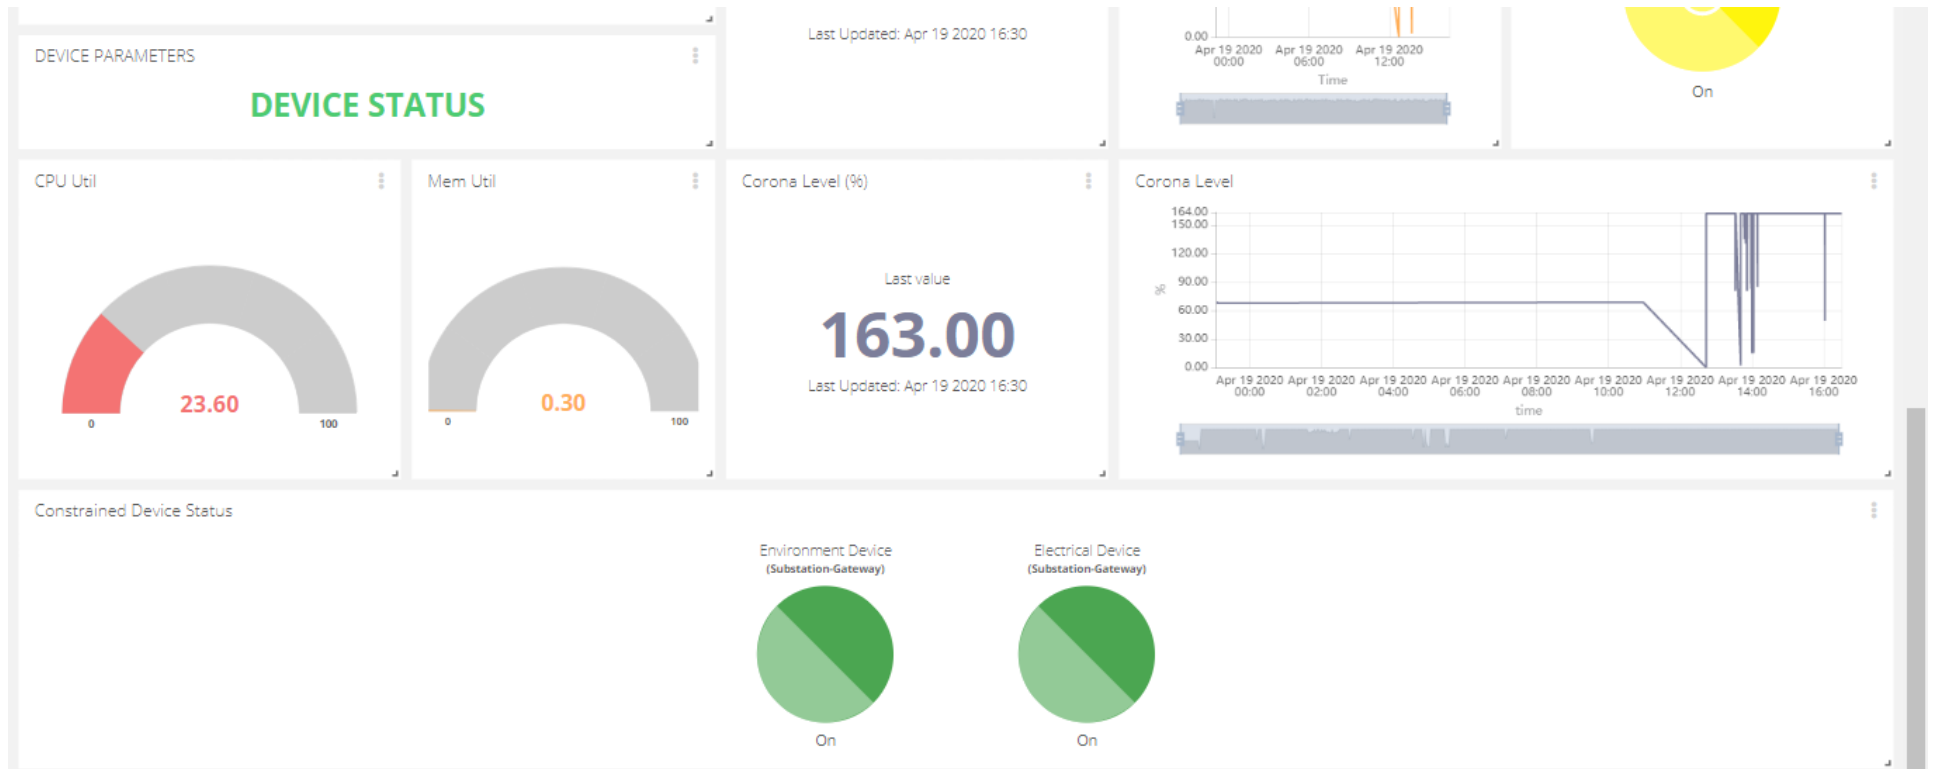 DEVICE PARAMETERS
DEVICE STATUS
Last Updated: Apr 19 2020 16:30
0.00
Apr 19 2020 Apr 19 2020 Apr 19 2020
00:00 06:00 12:00
Time
On
CPU Util
23.60
0 100
Mem Util
0.30
0 100
Corona Level (%)
Last value
163.00
Last Updated: Apr 19 2020 16:30
Corona Level
164.00
150.00
120.00
90.00
60.00
30.00
0.00
%
Apr 19 2020 Apr 19 2020 Apr 19 2020 Apr 19 2020 Apr 19 2020 Apr 19 2020 Apr 19 2020 Apr 19 2020 Apr 19 2020
00:00 02:00 04:00 06:00 08:00 10:00 12:00 14:00 16:00
time
Constrained Device Status
Environment Device
(Substation-Gateway)
On
Electrical Device
(Substation-Gateway)
On